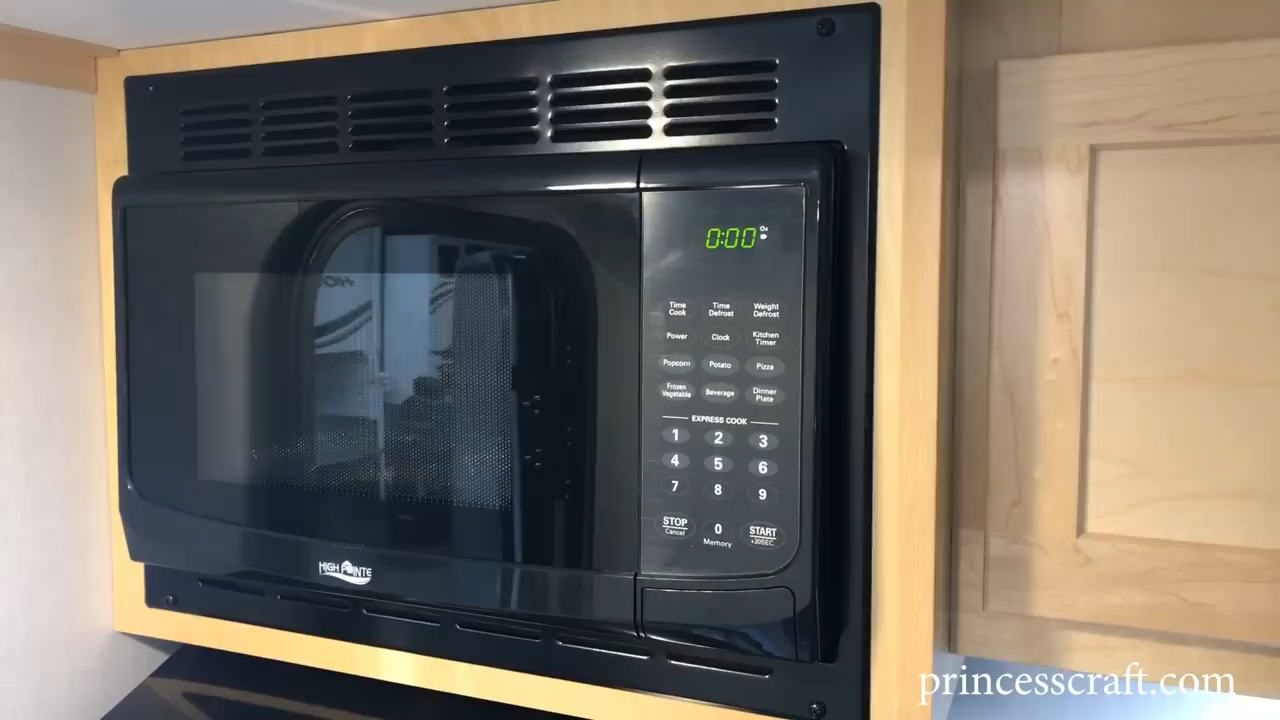 0:00
Time Cook
Time Defrost
Weight Defrost
Power
Clock
Kitchen Timer
Popcorn
Potato
Pizza
Frozen Vegetable
Beverage
Dinner Plate
EXPRESS COOK
1 2 3
4 5 6
7 8 9
STOP
Cancel
0
Memory
START
+30SEC.
HIGH POINTE
princesscraft.com